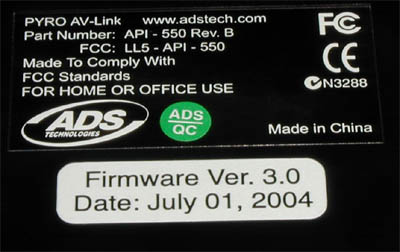 PYRO AV-Link www.adstech.com
Part Number: API - 550 Rev. B
FCC: LL5 - API - 550
Made To Comply With
FCC Standards
FOR HOME OR OFFICE USE
FC
CE
N3288
ADS
TECHNOLOGIES
ADS
QC
Made in China
Firmware Ver. 3.0
Date: July 01, 2004